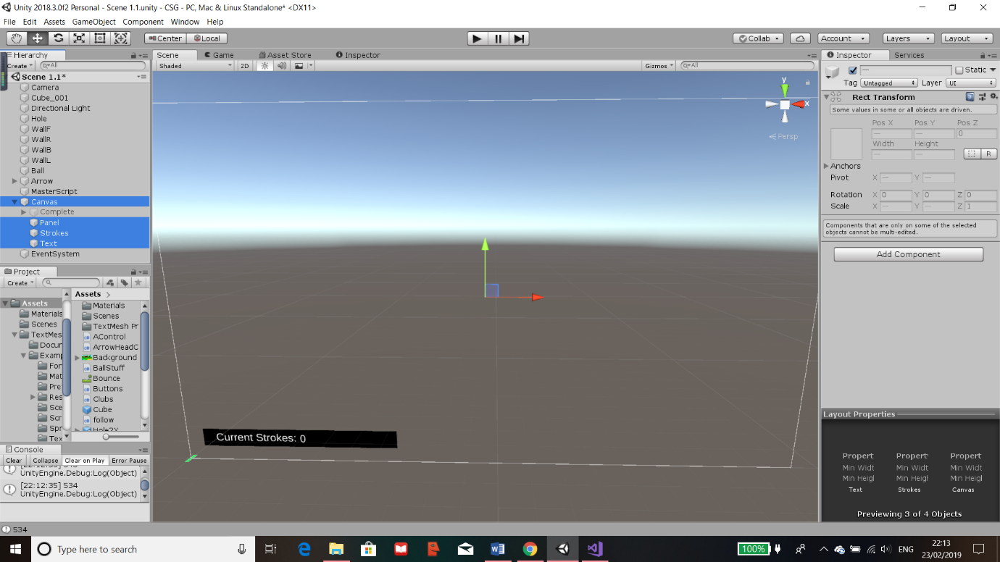 Unity 2018.3.0f2 Personal - Scene 1.1.unity - CSG - PC, Mac & Linux Standalone* <DX11>
File Edit Assets GameObject Component Window Help
Center Local Collab Account Layers Layout
Hierarchy
Create All
Scene 1.1*
Camera
Cube_001
Directional Light
Hole
WallF
WallR
WallB
WallL
Ball
Arrow
MasterScript
Canvas
Complete
Panel
Strokes
Text
EventSystem
Project
Create
Assets
Materials
Scenes
TextMes
Docun
Examp
For
Mat
Pre
Res
Sce
Scr
Spr
Tex
Assets
Materials
Scenes
TextMesh Pr
AControl
ArrowHeadC
Background
BallStuff
Bounce
Buttons
Clubs
Cube
follow
Hole2Y
Console
Clear Collapse Clear on Play Error Pause
UnityEngine.Debug:Log(Object)
[22:12:35] 534
UnityEngine.Debug:Log(Object)
534
Scene Game Asset Store Inspector
Shaded 2D Gizmos All
y
x
Persp
Current Strokes: 0
Inspector Services
— Static
Tag Untagged Layer UI
Rect Transform
Some values in some or all objects are driven.
Pos X Pos Y Pos Z
— — 0
Width Height
— — R
Anchors
Pivot X — Y —
Rotation X 0 Y 0 Z 0
Scale X — Y — Z 1
Components that are only on some of the selected
objects cannot be multi-edited.
Add Component
Layout Properties
Propert Propert Propert
Min Widt Min Widt Min Widt
Min Heigl Min Heigl Min Heigl
Text Strokes Canvas
Previewing 3 of 4 Objects
Type here to search
100%
ENG
22:13
23/02/2019